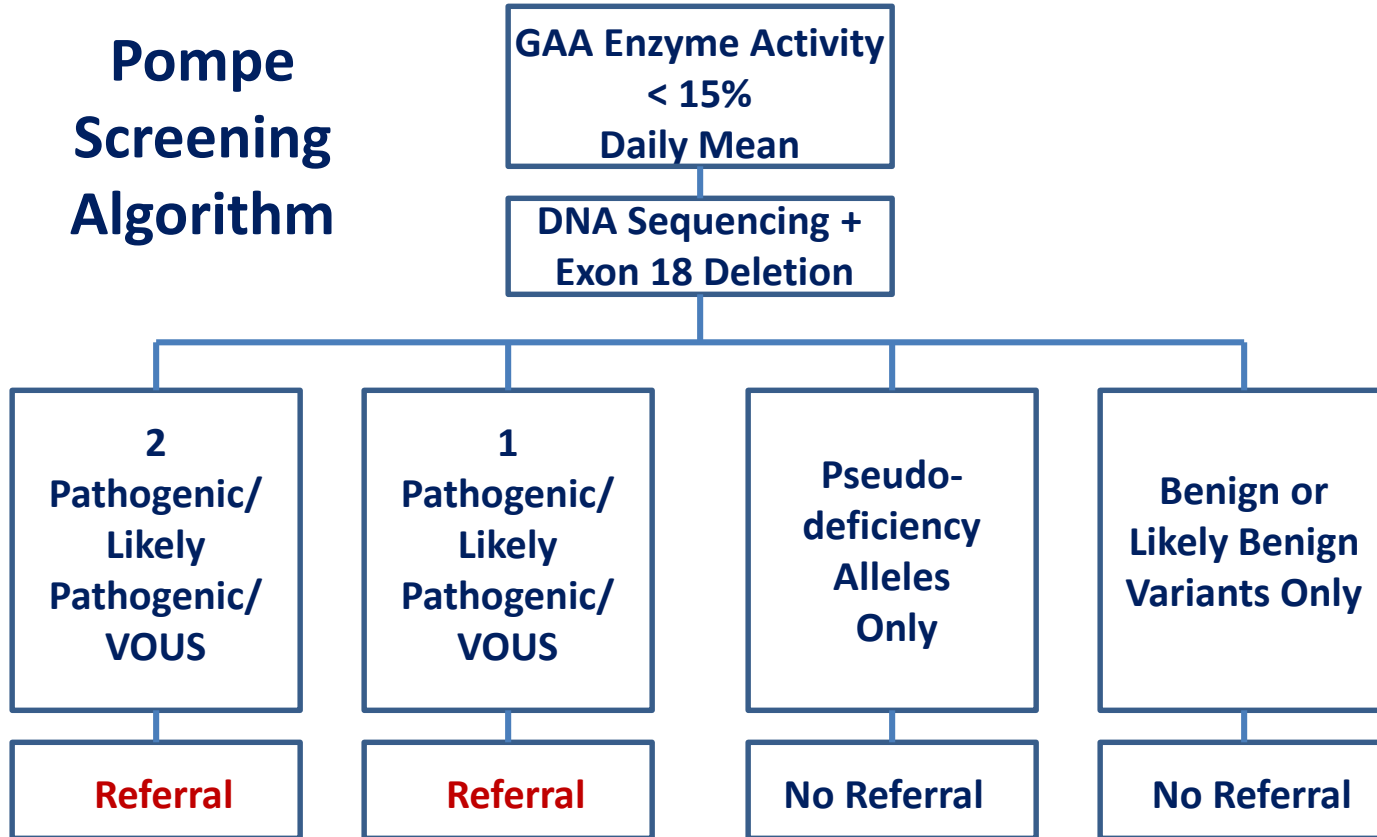 Pompe
Screening
Algorithm
GAA Enzyme Activity
< 15%
Daily Mean
DNA Sequencing +
Exon 18 Deletion
2
Pathogenic/
Likely
Pathogenic/
VOUS
1
Pathogenic/
Likely
Pathogenic/
VOUS
Pseudo-
deficiency
Alleles
Only
Benign or
Likely Benign
Variants Only
Referral
Referral
No Referral
No Referral